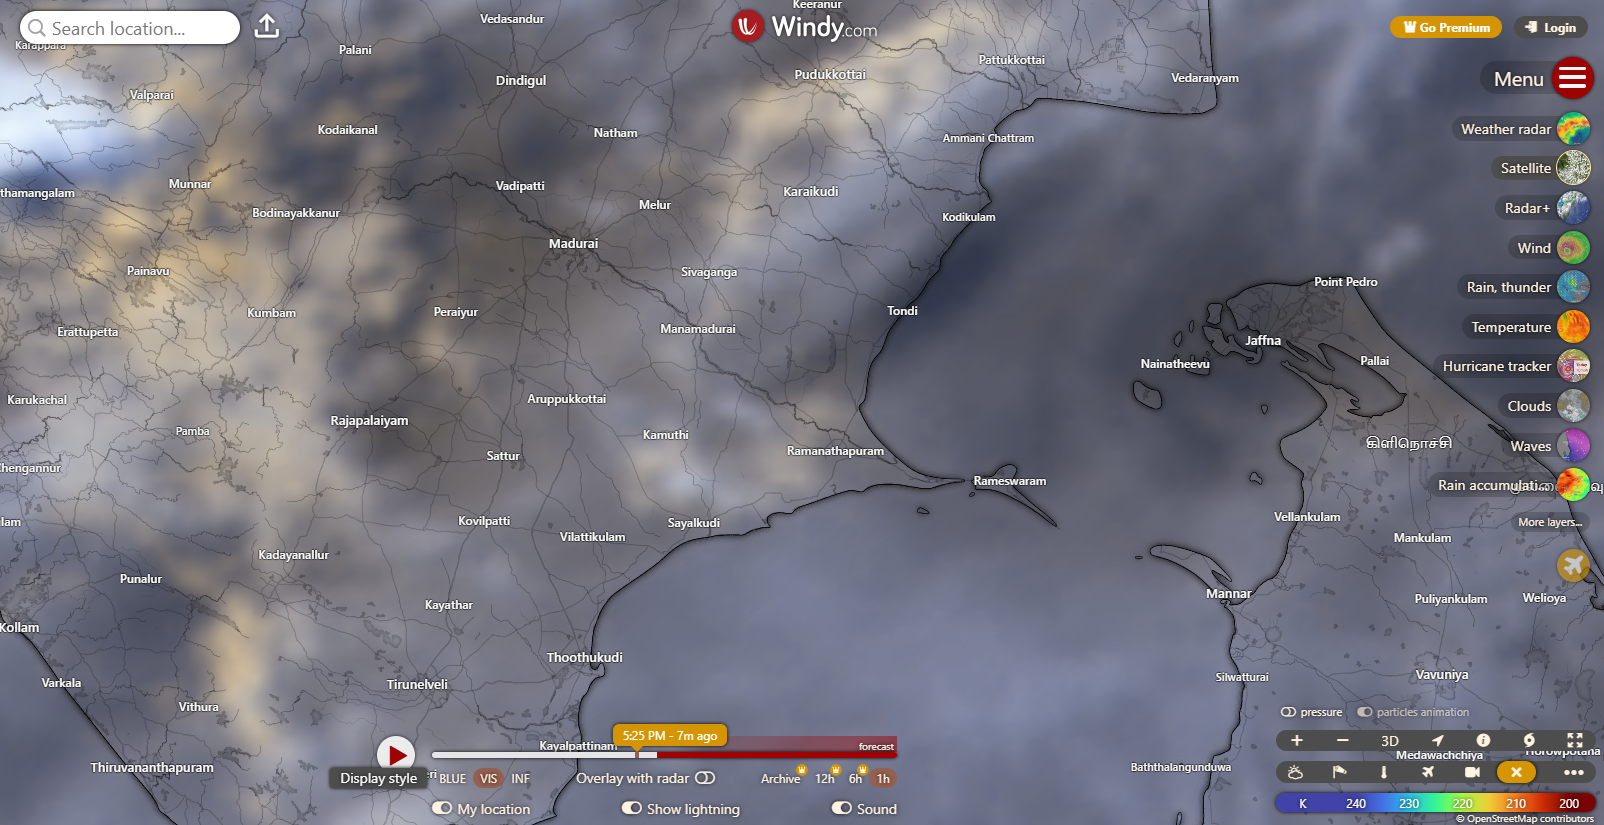 Search location...
Windy.com
Go Premium
Login
Menu
Weather radar
Satellite
Radar+
Wind
Rain, thunder
Temperature
Hurricane tracker
Clouds
Waves
More layers...
Keeranur
Vedasandur
Karappara
Palani
Pattukkottai
Pudukkottai
Vedaranyam
Dindigul
Valparai
Kodaikanal
Natham
Ammani Chattram
Munnar
Vadipatti
Karaikudi
thamangalam
Melur
Bodinayakkanur
Kodikulam
Madurai
Painavu
Sivaganga
Point Pedro
Kumbam
Peraiyur
Tondi
Erattupetta
Manamadurai
Jaffna
Nainatheevu
Pallai
Karukachal
Aruppukkottai
Rajapalaiyam
Pamba
Kamuthi
கிளிநொச்சி
Ramanathapuram
Sattur
Chengannur
Rameswaram
Rain accumulati
Vellankulam
lam
Kovilpatti
Sayalkudi
Vilattikulam
Mankulam
Kadayanallur
Punalur
Mannar
Puliyankulam
Welioya
Kayathar
Kollam
Thoothukudi
Vavuniya
Silwatturai
Varkala
Tirunelveli
Vithura
Kayalpattinam
Thiruvananthapuram
Baththalangunduwa
Medawachchiya
Horowpotana
5:25 PM - 7m ago
forecast
Display style
eri
BLUE
VIS
INF
Overlay with radar
Archive
12h
6h
1h
My location
Show lightning
Sound
pressure
particles animation
3D
K 240 230 220 210 200
© OpenStreetMap contributors